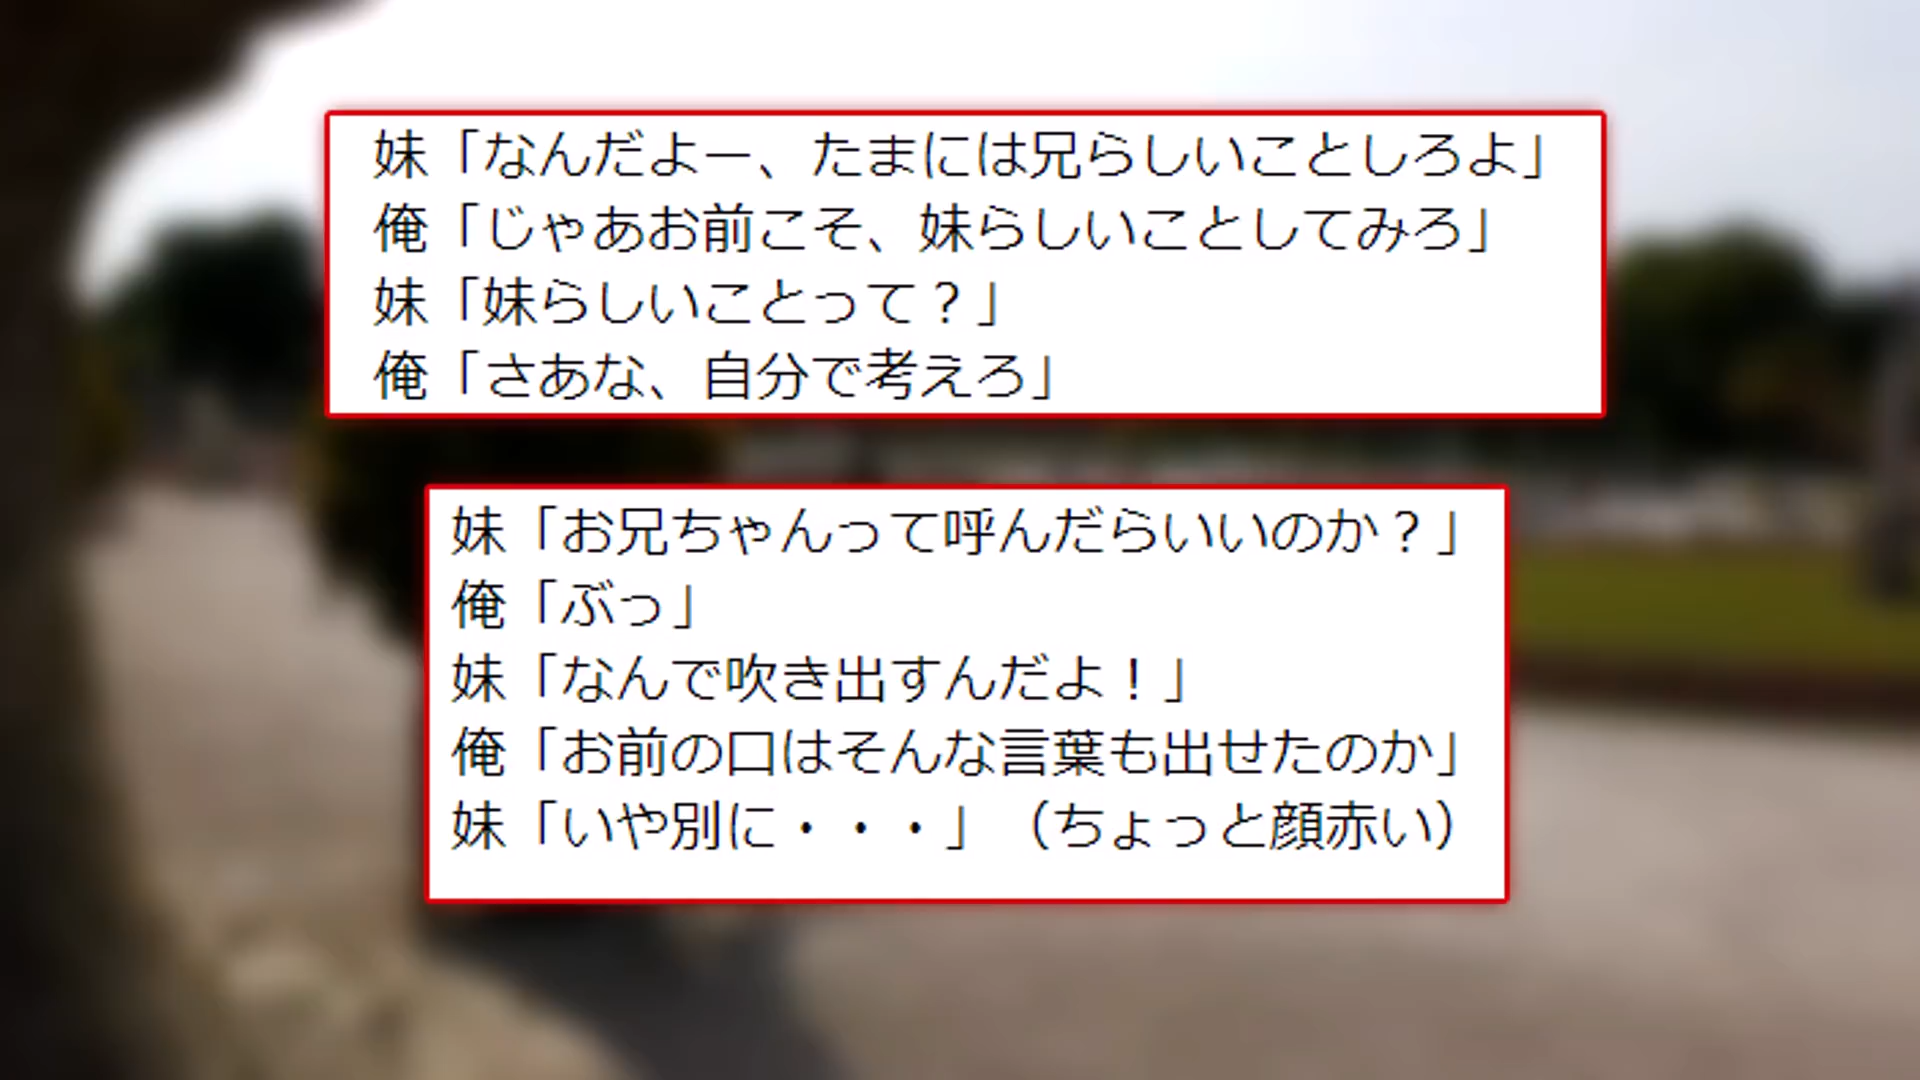 妹「なんだよー、たまには兄らしいことしろよ」
俺「じゃあお前こそ、妹らしいことしてみろ」
妹「妹らしいことって？」
俺「さあな、自分で考えろ」
妹「お兄ちゃんって呼んだらいいのか？」
俺「ぶっ」
妹「なんで吹き出すんだよ！」
俺「お前の口はそんな言葉も出せたのか」
妹「いや別に・・・」（ちょっと顔赤い）